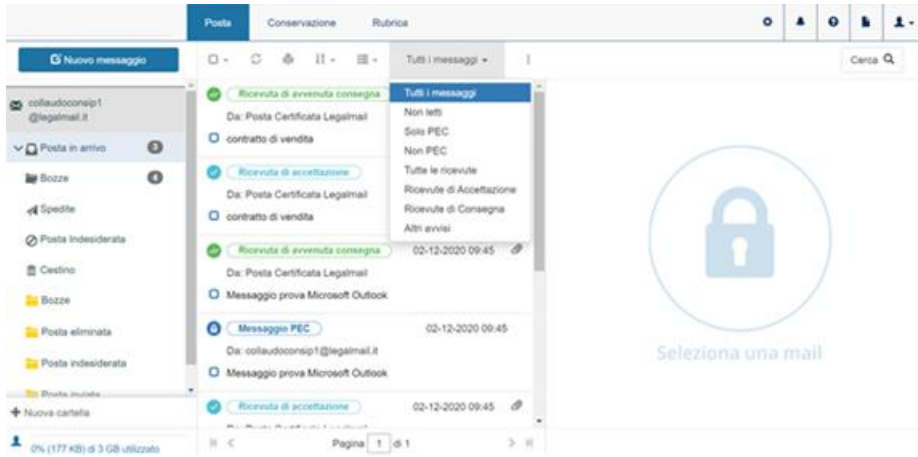 Posta
Conservazione
Rubrica
Nuovo messaggio
Tutti i messaggi
Cerca
collaudoconsip1
@legalmail.it
Posta in arrivo 3
Bozze 4
Spedite
Posta Indesiderata
Cestino
Bozze
Posta eliminata
Posta indesiderata
Posta inviata
Nuova cartella
0% (177 KB) di 3 GB utilizzato
Ricevuta di avvenuta consegna
Da: Posta Certificata Legalmail
contratto di vendita
Ricevuta di accettazione
Da: Posta Certificata Legalmail
contratto di vendita
Ricevuta di avvenuta consegna 02-12-2020 09:45
Da: Posta Certificata Legalmail
Messaggio prova Microsoft Outlook
Messaggio PEC 02-12-2020 09:45
Da: collaudoconsip1@legalmail.it
Messaggio prova Microsoft Outlook
Ricevuta di accettazione 02-12-2020 09:45
Da: Posta Certificata Legalmail
Pagina 1 di 1
Tutti i messaggi
Non letti
Solo PEC
Non PEC
Tutte le ricevute
Ricevute di Accettazione
Ricevute di Consegna
Altri avvisi
Seleziona una mail